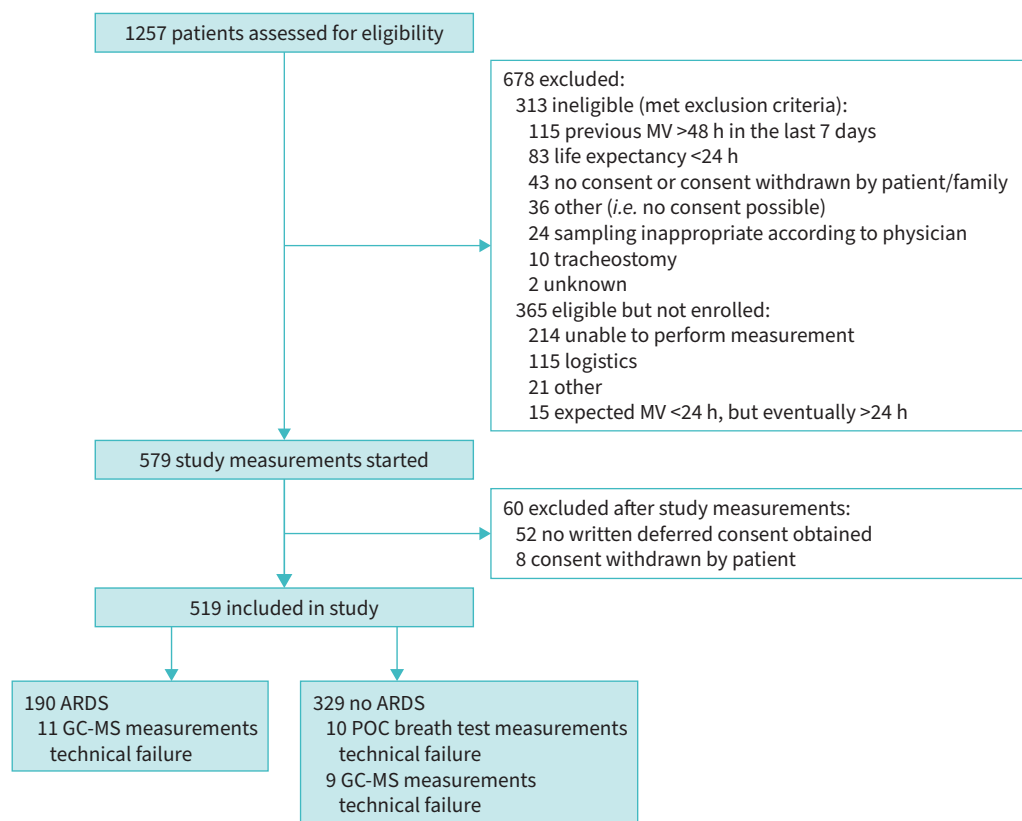 1257 patients assessed for eligibility
678 excluded:
313 ineligible (met exclusion criteria):
115 previous MV >48 h in the last 7 days
83 life expectancy <24 h
43 no consent or consent withdrawn by patient/family
36 other (i.e. no consent possible)
24 sampling inappropriate according to physician
10 tracheostomy
2 unknown
365 eligible but not enrolled:
214 unable to perform measurement
115 logistics
21 other
15 expected MV <24 h, but eventually >24 h
579 study measurements started
60 excluded after study measurements:
52 no written deferred consent obtained
8 consent withdrawn by patient
519 included in study
190 ARDS
11 GC-MS measurements
technical failure
329 no ARDS
10 POC breath test measurements
technical failure
9 GC-MS measurements
technical failure